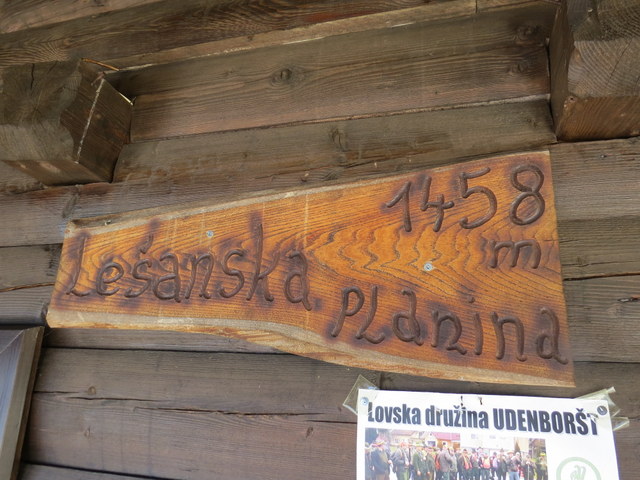 1458
m
Lešanska
PLanina
Lovska družina UDENBORŠT